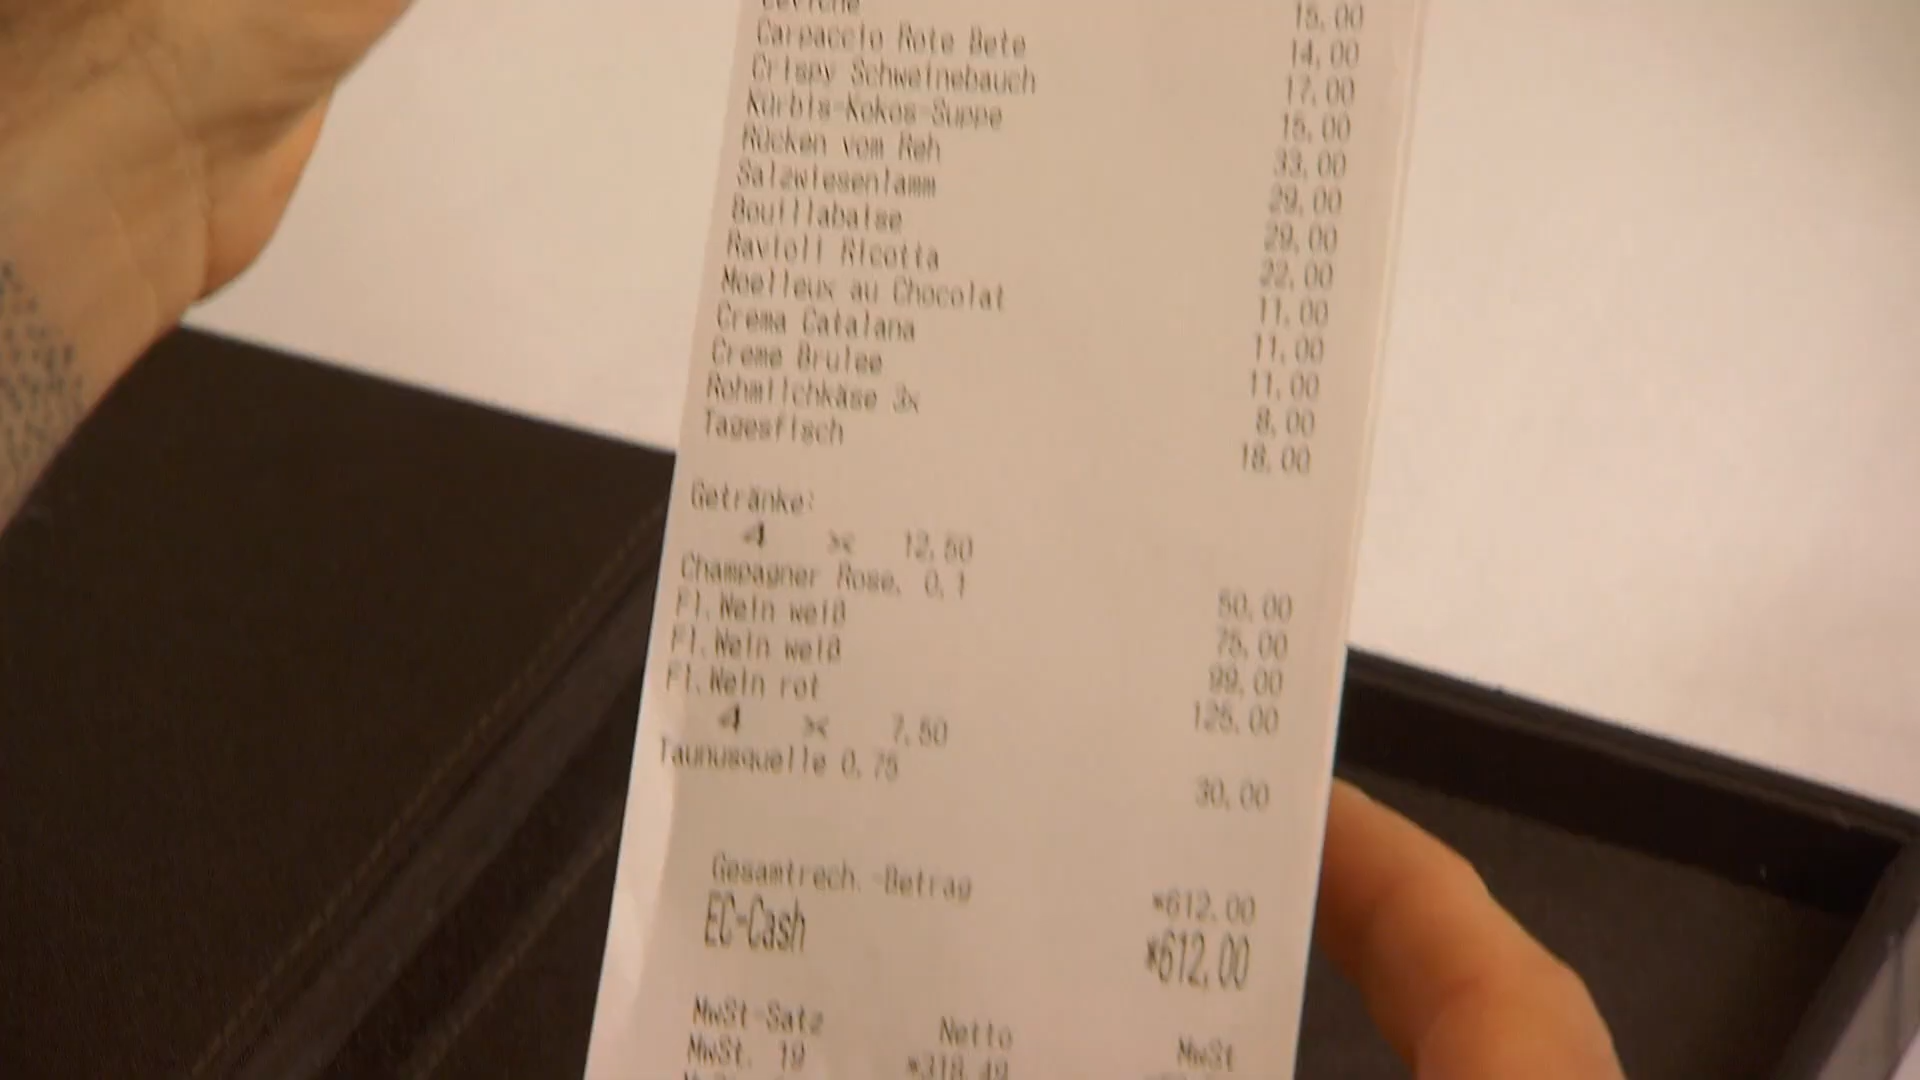 Ceviche 15,00
Carpaccio Rote Bete 14,00
Crispy Schweinebauch 17,00
Kürbis-Kokos-Suppe 15,00
Rücken vom Reh 33,00
Salzwiesenlamm 29,00
Bouillabaise 29,00
Ravioli Ricotta 22,00
Moelleux au Chocolat 11,00
Crema Catalana 11,00
Creme Brulee 11,00
Rohmilchkäse 3x 8,00
Tagesfisch 18,00
Getränke:
4 x 12,50
Champagner Rose, 0,1 50,00
Fl.Wein weiß 75,00
Fl.Wein weiß 99,00
Fl.Wein rot 125,00
4 x 7,50
Taunusquelle 0,75 30,00
Gesamtrech.-Betrag *612,00
EC-Cash *612,00
MwSt-Satz Netto MwSt
MwSt. 19 *318,49